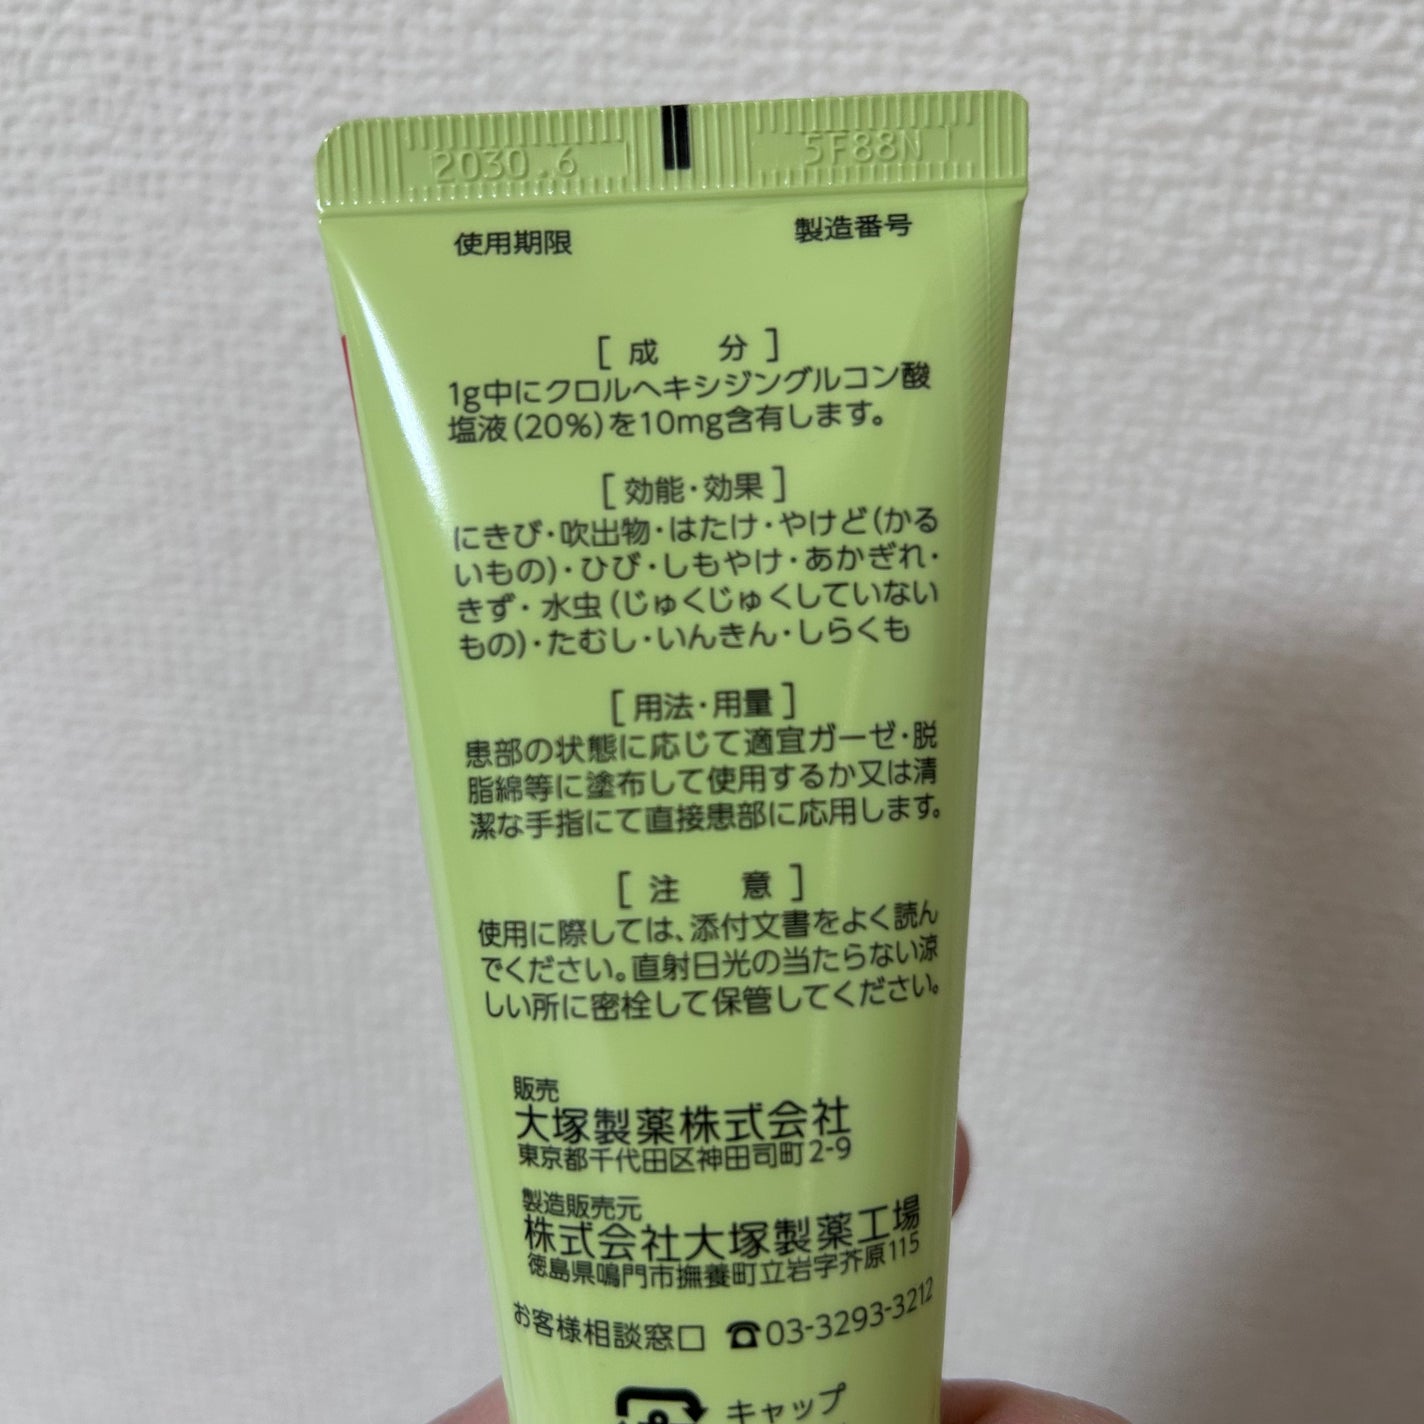 2030.6 5F88N
使用期限 製造番号
[成 分]
1g中にクロルヘキシジングルコン酸
塩液(20%)を10mg含有します。
[効能・効果]
にきび・吹出物・はたけ・やけど(かる
いもの)・ひび・しもやけ・あかぎれ・
きず・水虫(じゅくじゅくしていない
もの)・たむし・いんきん・しらくも
[用法・用量]
患部の状態に応じて適宜ガーゼ・脱
脂綿等に塗布して使用するか又は清
潔な手指にて直接患部に応用します。
[注 意]
使用に際しては、添付文書をよく読ん
でください。直射日光の当たらない涼
しい所に密栓して保管してください。
販売
大塚製薬株式会社
東京都千代田区神田司町2-9
製造販売元
株式会社大塚製薬工場
徳島県鳴門市撫養町立岩字芥原115
お客様相談窓口 ☎03-3293-3212
キャップ